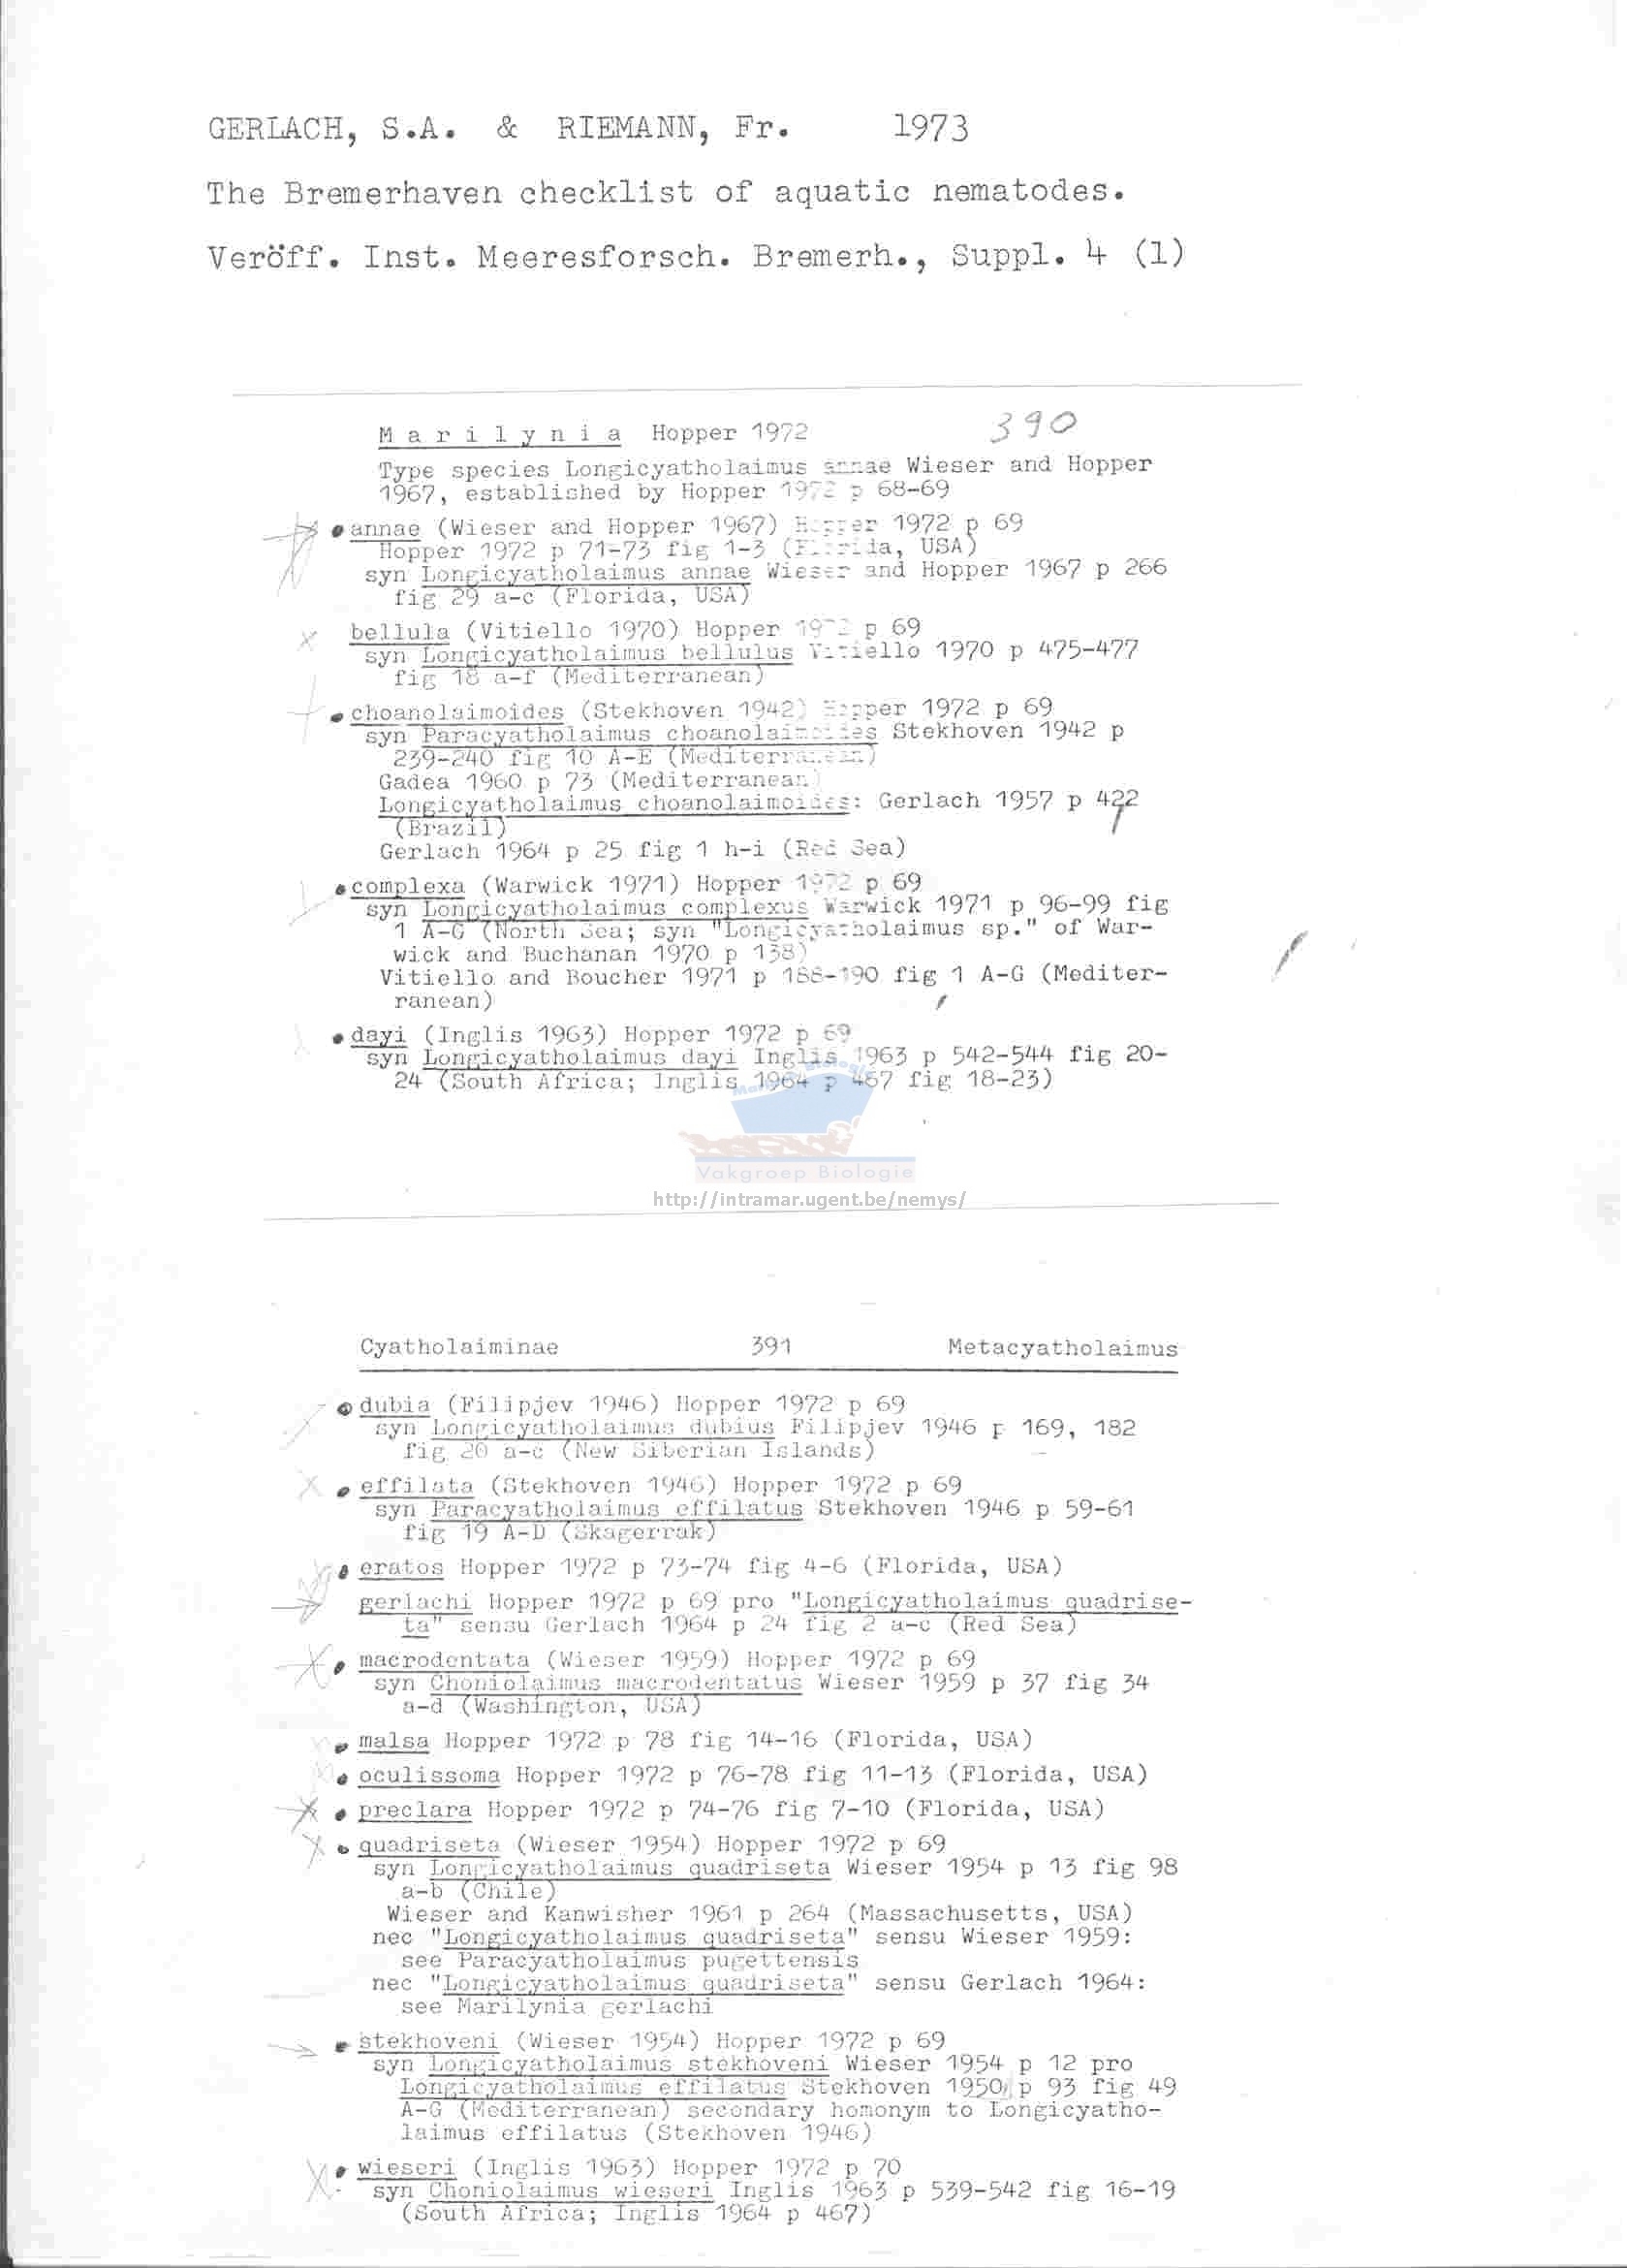 GERLACH, S.A. & RIEMANN, Fr. 1973
The Bremerhaven checklist of aquatic nematodes.
Veröff. Inst. Meeresforsch. Bremerh., Suppl. 4 (1)
Marilynia Hopper 1972 390
Type species Longicyatholaimus annae Wieser and Hopper
1967, established by Hopper 1972 p 68-69
annae (Wieser and Hopper 1967) Hopper 1972 p 69
Hopper 1972 p 71-73 fig 1-3 (Florida, USA)
syn Longicyatholaimus annae Wieser and Hopper 1967 p 266
fig 29 a-c (Florida, USA)
bellula (Vitiello 1970) Hopper 1972 p 69
syn Longicyatholaimus bellulus Vitiello 1970 p 475-477
fig 18 a-f (Mediterranean)
choanolaimoides (Stekhoven 1942) Hopper 1972 p 69
syn Paracyatholaimus choanolaimoides Stekhoven 1942 p
239-240 fig 10 A-E (Mediterranean)
Gadea 1960 p 73 (Mediterranean)
Longicyatholaimus choanolaimoides: Gerlach 1957 p 422
(Brazil)
Gerlach 1964 p 25 fig 1 h-i (Red Sea)
complexa (Warwick 1971) Hopper 1972 p 69
syn Longicyatholaimus complexus Warwick 1971 p 96-99 fig
1 A-G (North Sea; syn "Longicyatholaimus sp." of War-
wick and Buchanan 1970 p 138)
Vitiello and Boucher 1971 p 188-190 fig 1 A-G (Mediter-
ranean)
dayi (Inglis 1963) Hopper 1972 p 69
syn Longicyatholaimus dayi Inglis 1963 p 542-544 fig 20-
24 (South Africa; Inglis 1964 p 467 fig 18-23)
Vakgroep Biologie
http://intramar.ugent.be/nemys/
Cyatholaiminae 391 Metacyatholaimus
dubia (Filipjev 1946) Hopper 1972 p 69
syn Longicyatholaimus dubius Filipjev 1946 p 169, 182
fig 20 a-c (New Siberian Islands)
effilata (Stekhoven 1946) Hopper 1972 p 69
syn Paracyatholaimus effilatus Stekhoven 1946 p 59-61
fig 19 A-D (Skagerrak)
eratos Hopper 1972 p 73-74 fig 4-6 (Florida, USA)
gerlachi Hopper 1972 p 69 pro "Longicyatholaimus quadrise-
ta" sensu Gerlach 1964 p 24 fig 2 a-c (Red Sea)
macrodentata (Wieser 1959) Hopper 1972 p 69
syn Choniolaimus macrodentatus Wieser 1959 p 37 fig 34
a-d (Washington, USA)
malsa Hopper 1972 p 78 fig 14-16 (Florida, USA)
oculissoma Hopper 1972 p 76-78 fig 11-13 (Florida, USA)
preclara Hopper 1972 p 74-76 fig 7-10 (Florida, USA)
quadriseta (Wieser 1954) Hopper 1972 p 69
syn Longicyatholaimus quadriseta Wieser 1954 p 13 fig 98
a-b (Chile)
Wieser and Kanwisher 1961 p 264 (Massachusetts, USA)
nec "Longicyatholaimus quadriseta" sensu Wieser 1959:
see Paracyatholaimus pugettensis
nec "Longicyatholaimus quadriseta" sensu Gerlach 1964:
see Marilynia gerlachi
stekhoveni (Wieser 1954) Hopper 1972 p 69
syn Longicyatholaimus stekhoveni Wieser 1954 p 12 pro
Longicyatholaimus effilatus Stekhoven 1950 p 93 fig 49
A-G (Mediterranean) secondary homonym to Longicyatho-
laimus effilatus (Stekhoven 1946)
wieseri (Inglis 1963) Hopper 1972 p 70
syn Choniolaimus wieseri Inglis 1963 p 539-542 fig 16-19
(South Africa; Inglis 1964 p 467)